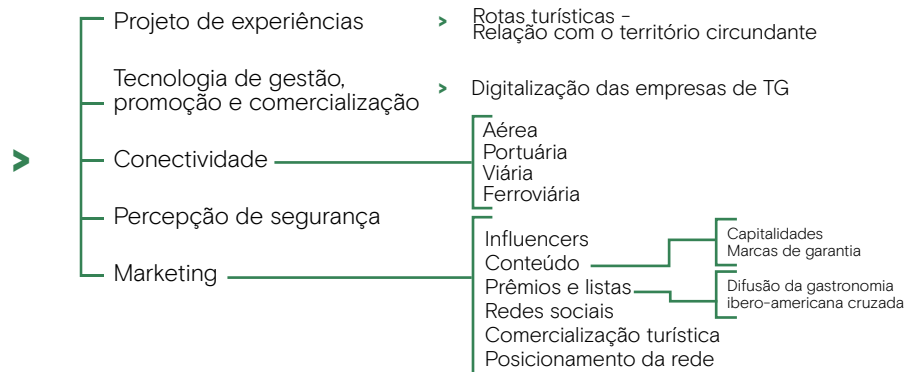 Projeto de experiências
> Rotas turísticas –
Relação com o território circundante
Tecnologia de gestão,
promoção e comercialização
> Digitalização das empresas de TG
>
Conectividade
Aérea
Portuária
Viária
Ferroviária
Percepção de segurança
Marketing
Influencers
Conteúdo
Capitalidades
Marcas de garantia
Prêmios e listas
Difusão da gastronomia
ibero-americana cruzada
Redes sociais
Comercialização turística
Posicionamento da rede